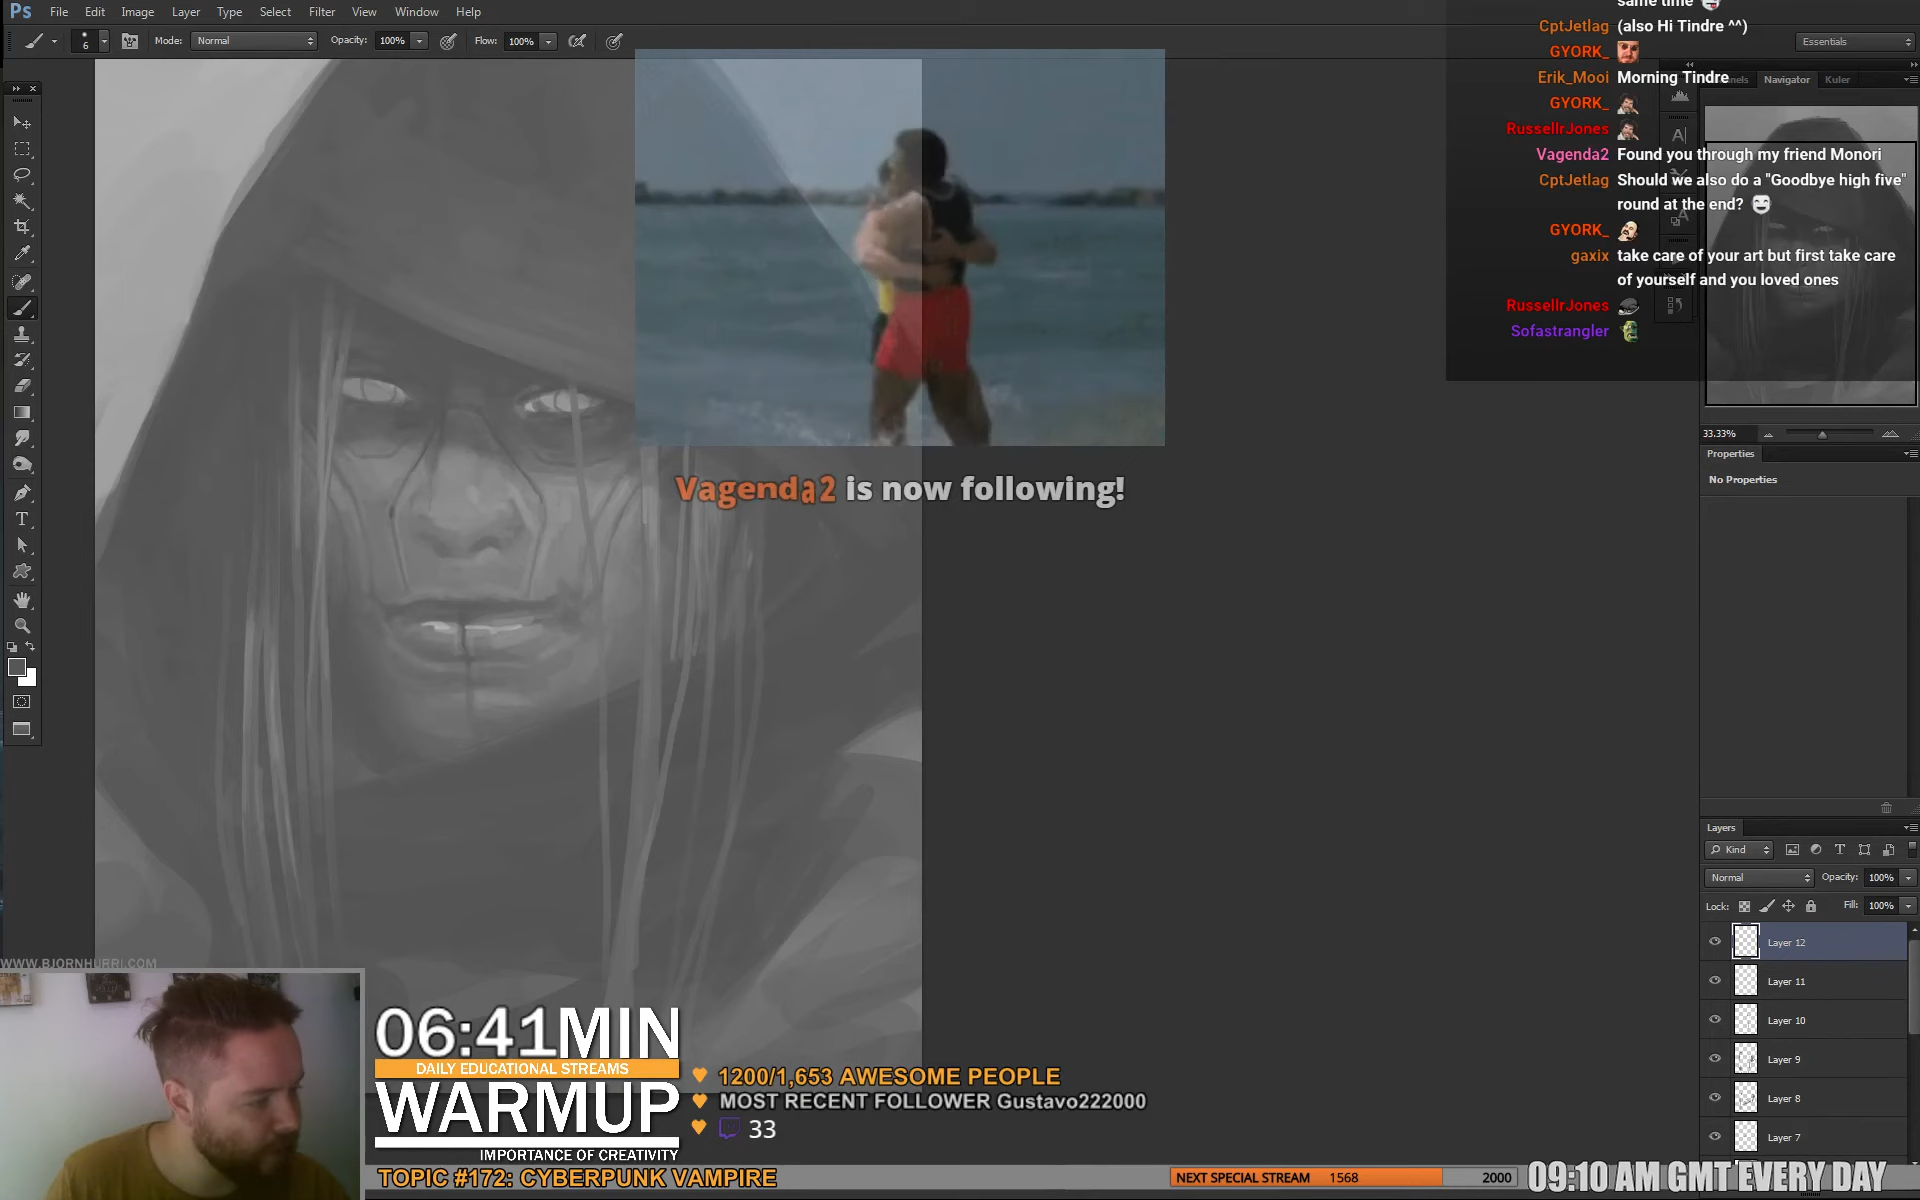 Ps File Edit Image Layer Type Select Filter View Window Help
6 Mode: Normal Opacity: 100% Flow: 100% Essentials
CptJetlag (also Hi Tindre ^^)
GYORK_
Erik_Mooi Morning Tindre
GYORK_
RussellrJones
Vagenda2 Found you through my friend Monori
CptJetlag Should we also do a "Goodbye high five"
round at the end?
GYORK_
gaxix take care of your art but first take care
of yourself and you loved ones
RussellrJones
Sofastrangler
Navigator Kuler
33.33%
Properties
No Properties
Vagenda2 is now following!
Layers
Kind
Normal Opacity: 100%
Lock: Fill: 100%
Layer 12
Layer 11
Layer 10
Layer 9
Layer 8
Layer 7
WWW.BJORNHURRI.COM
06:41MIN
DAILY EDUCATIONAL STREAMS
WARMUP
IMPORTANCE OF CREATIVITY
1200/1,653 AWESOME PEOPLE
MOST RECENT FOLLOWER Gustavo222000
33
TOPIC #172: CYBERPUNK VAMPIRE
NEXT SPECIAL STREAM 1568 2000
09:10 AM GMT EVERY DAY